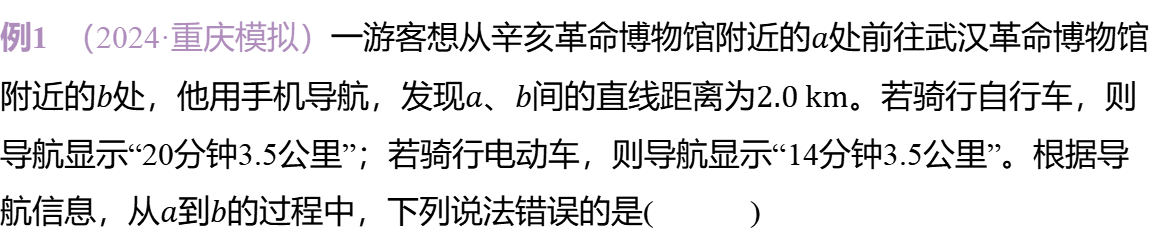 例1 （2024·重庆模拟）一游客想从辛亥革命博物馆附近的a处前往武汉革命博物馆
附近的b处，他用手机导航，发现a、b间的直线距离为2.0 km。若骑行自行车，则
导航显示“20分钟3.5公里”；若骑行电动车，则导航显示“14分钟3.5公里”。根据导
航信息，从a到b的过程中，下列说法错误的是(　　)